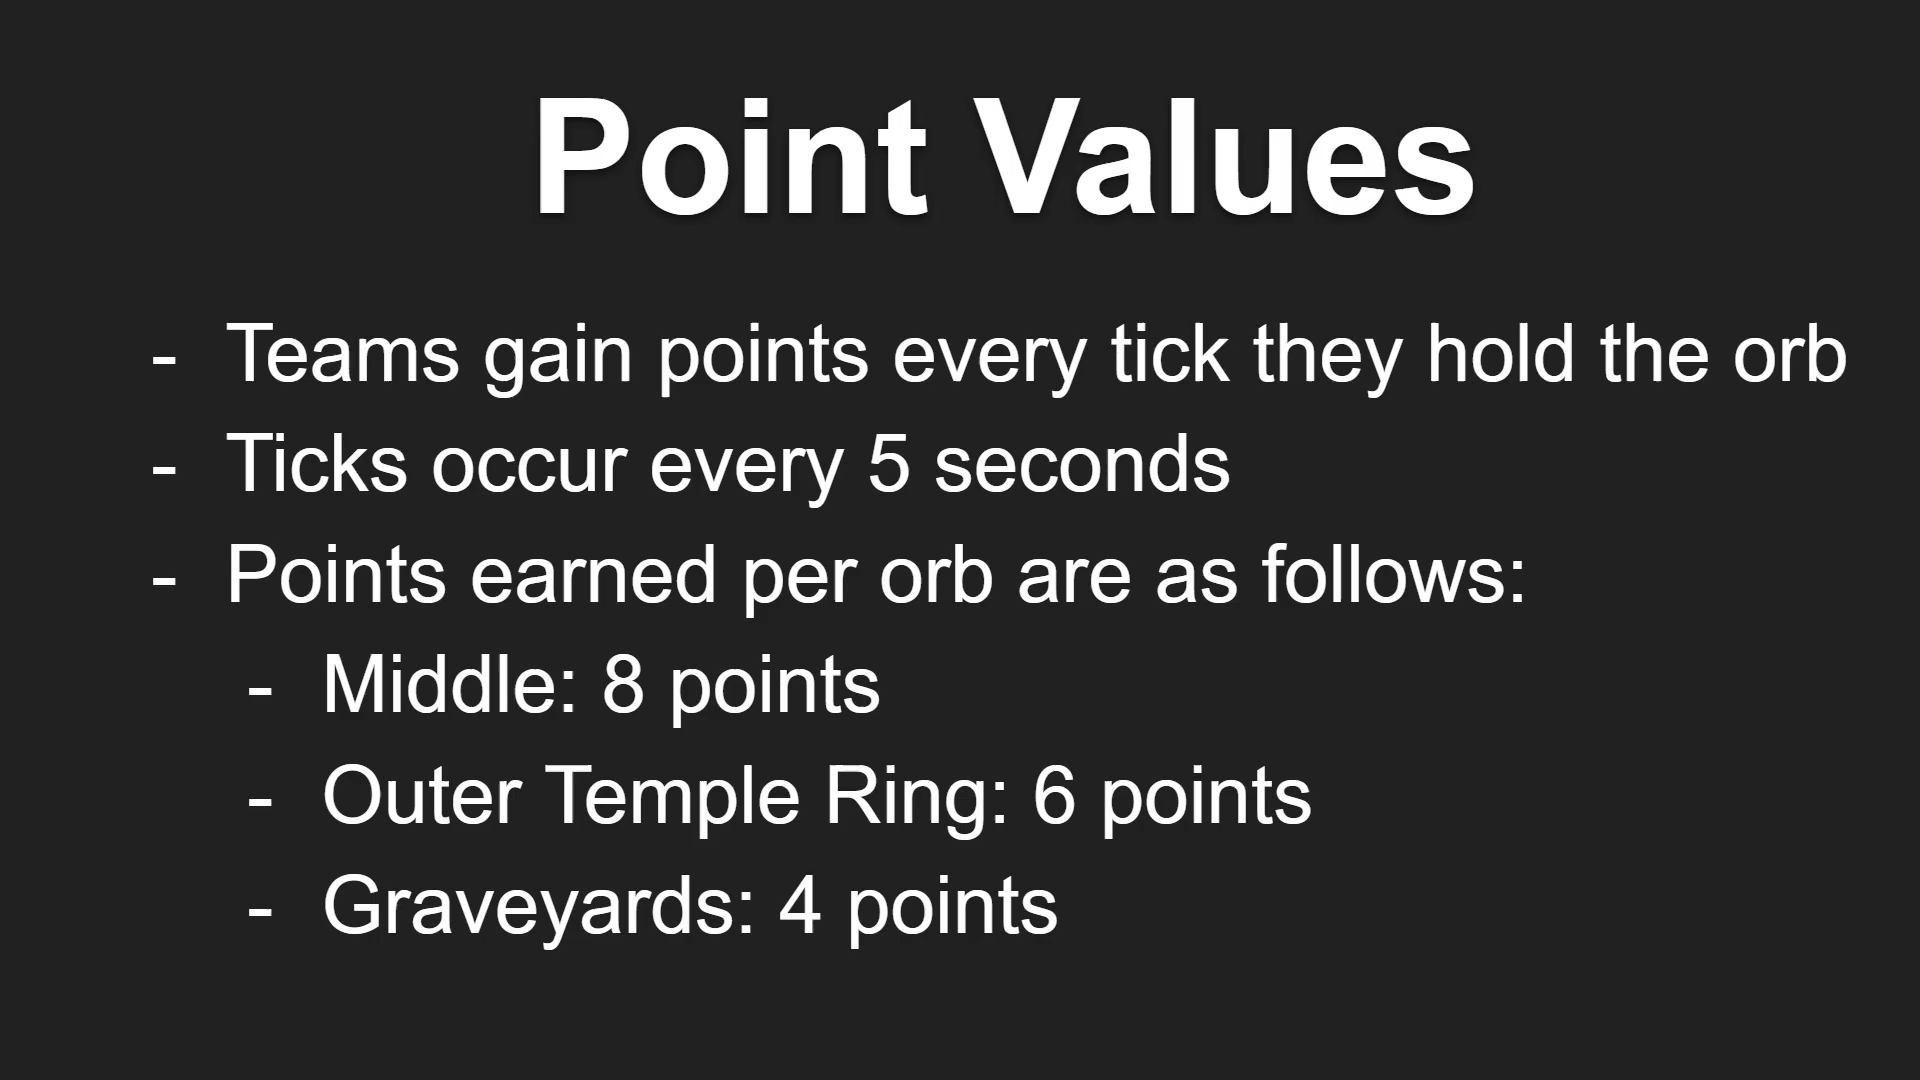 Point Values
- Teams gain points every tick they hold the orb
- Ticks occur every 5 seconds
- Points earned per orb are as follows:
- Middle: 8 points
- Outer Temple Ring: 6 points
- Graveyards: 4 points